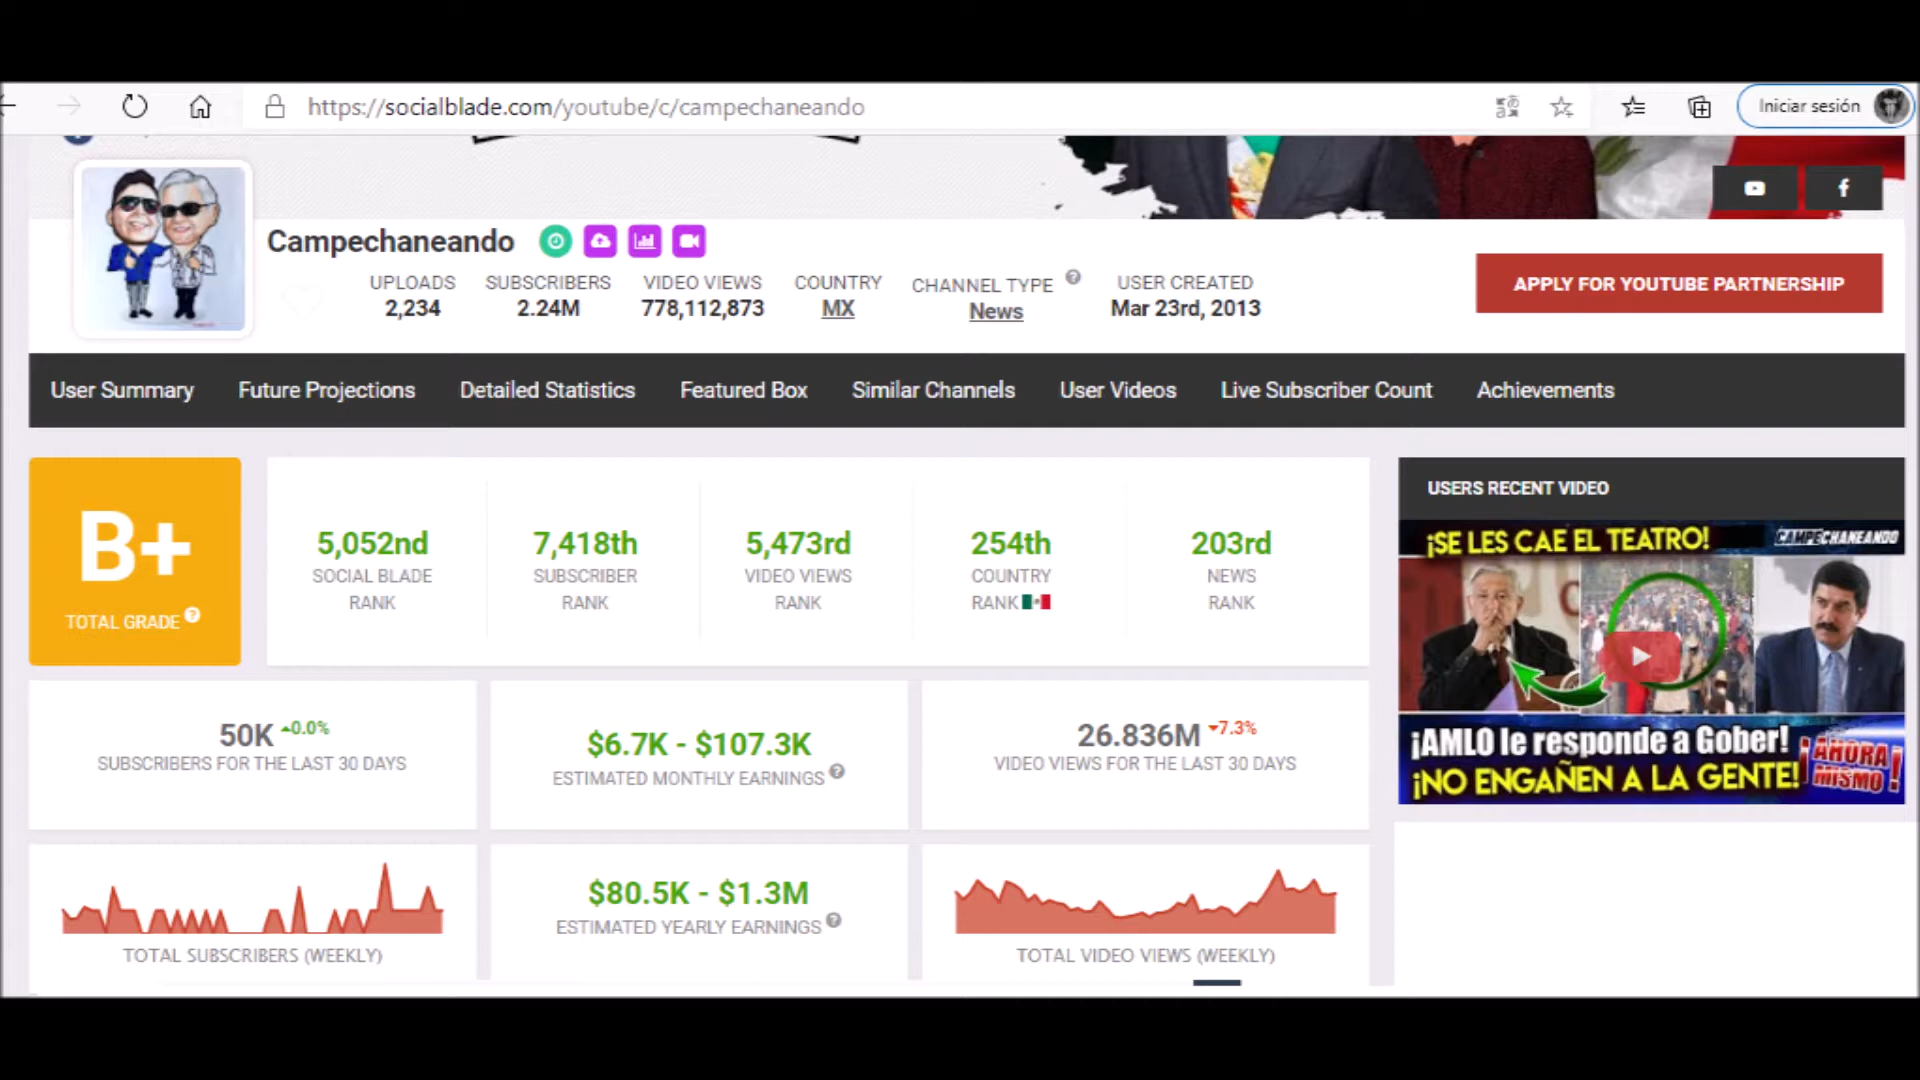 https://socialblade.com/youtube/c/campechaneando
Iniciar sesión
Campechaneando
UPLOADS
2,234
SUBSCRIBERS
2.24M
VIDEO VIEWS
778,112,873
COUNTRY
MX
CHANNEL TYPE
News
USER CREATED
Mar 23rd, 2013
APPLY FOR YOUTUBE PARTNERSHIP
User Summary
Future Projections
Detailed Statistics
Featured Box
Similar Channels
User Videos
Live Subscriber Count
Achievements
B+
TOTAL GRADE
5,052nd
SOCIAL BLADE
RANK
7,418th
SUBSCRIBER
RANK
5,473rd
VIDEO VIEWS
RANK
254th
COUNTRY
RANK
203rd
NEWS
RANK
USERS RECENT VIDEO
¡SE LES CAE EL TEATRO!
CAMPECHANEANDO
¡AMLO le responde a Gober!
¡NO ENGAÑEN A LA GENTE!
¡AHORA
MISMO!
50K 0.0%
SUBSCRIBERS FOR THE LAST 30 DAYS
$6.7K - $107.3K
ESTIMATED MONTHLY EARNINGS
26.836M 7.3%
VIDEO VIEWS FOR THE LAST 30 DAYS
TOTAL SUBSCRIBERS (WEEKLY)
$80.5K - $1.3M
ESTIMATED YEARLY EARNINGS
TOTAL VIDEO VIEWS (WEEKLY)